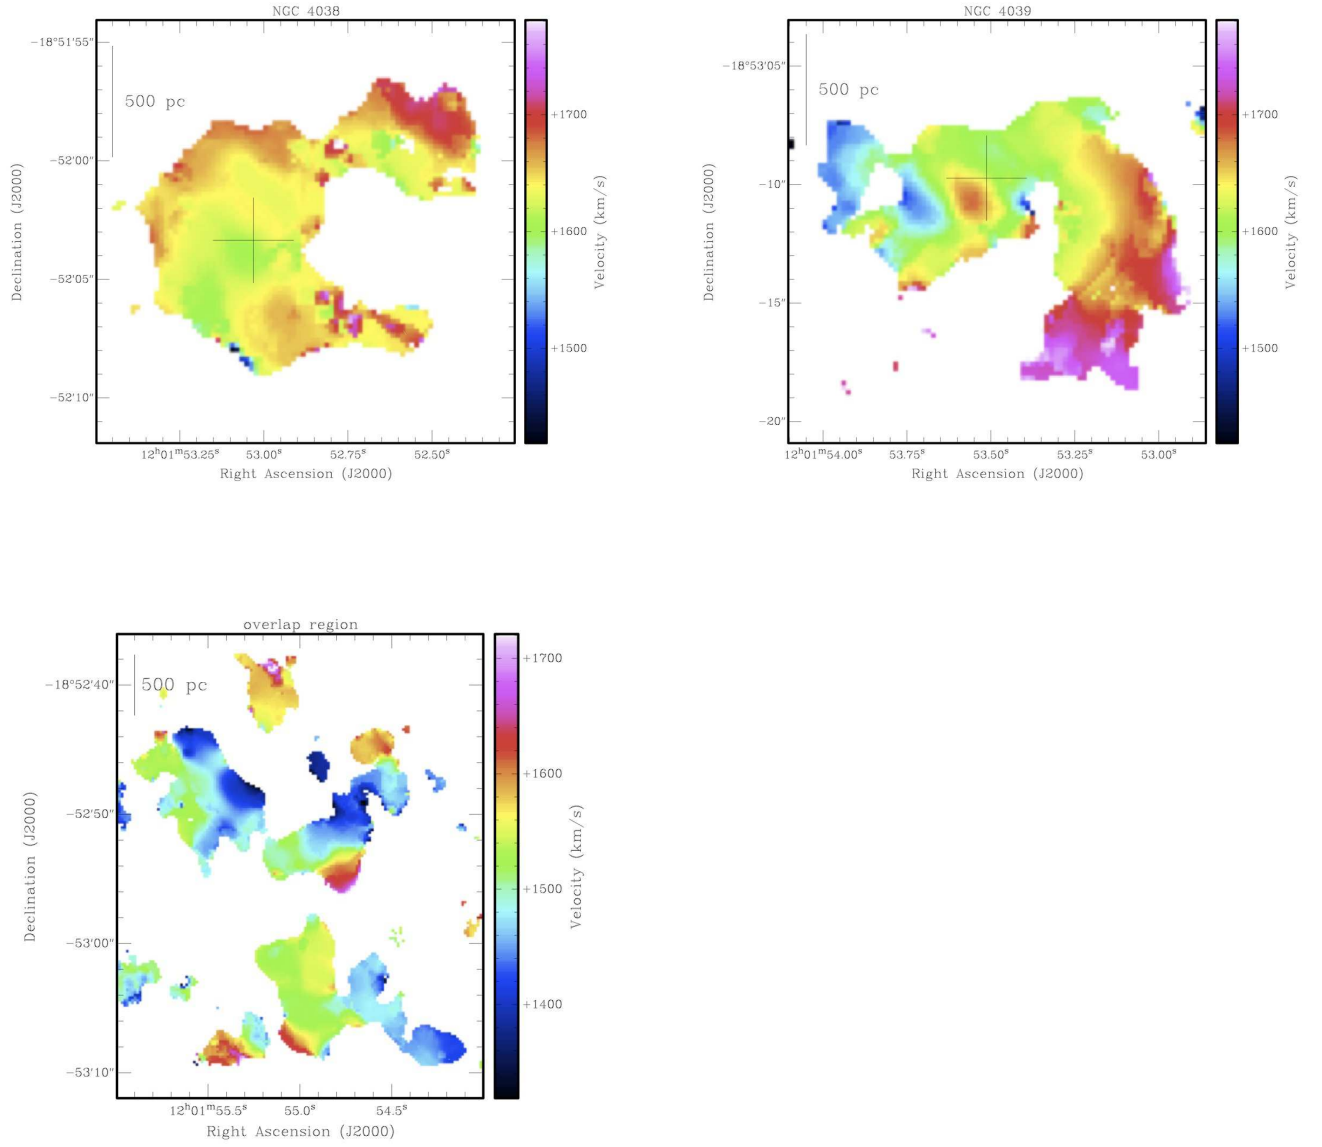 NGC 4038
−18°51'55"
500 pc
−52'00"
−52'05"
−52'10"
Declination (J2000)
12ʰ01ᵐ53.25ˢ 53.00ˢ 52.75ˢ 52.50ˢ
Right Ascension (J2000)
+1700
+1600
+1500
Velocity (km/s)
NGC 4039
−18°53'05"
500 pc
−10"
−15"
−20"
Declination (J2000)
12ʰ01ᵐ54.00ˢ 53.75ˢ 53.50ˢ 53.25ˢ 53.00ˢ
Right Ascension (J2000)
+1700
+1600
+1500
Velocity (km/s)
overlap region
−18°52'40"
500 pc
−52'50"
−53'00"
−53'10"
Declination (J2000)
12ʰ01ᵐ55.5ˢ 55.0ˢ 54.5ˢ
Right Ascension (J2000)
+1700
+1600
+1500
+1400
Velocity (km/s)